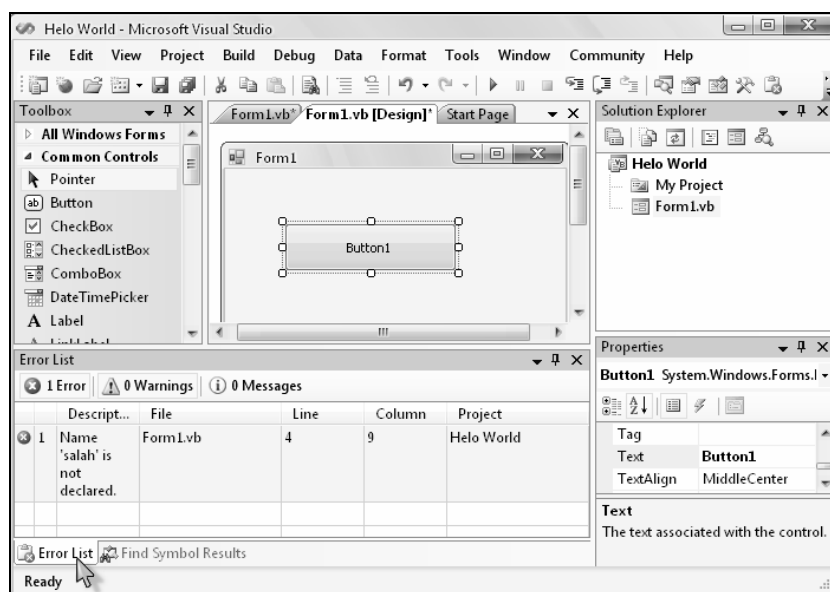 Helo World - Microsoft Visual Studio
File Edit View Project Build Debug Data Format Tools Window Community Help
Toolbox
All Windows Forms
Common Controls
Pointer
Button
CheckBox
CheckedListBox
ComboBox
DateTimePicker
A Label
Form1.vb* Form1.vb [Design]* Start Page
Form1
Button1
Solution Explorer
Helo World
My Project
Form1.vb
Error List
1 Error 0 Warnings 0 Messages
Descript... File Line Column Project
1 Name 'salah' is not declared. Form1.vb 4 9 Helo World
Error List Find Symbol Results
Properties
Button1 System.Windows.Forms.
Tag
Text Button1
TextAlign MiddleCenter
Text
The text associated with the control.
Ready